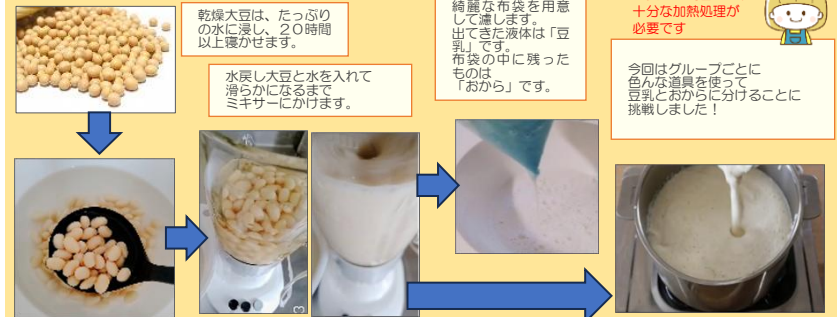 乾燥大豆は、たっぷり
の水に浸し、２０時間
以上寝かせます。
水戻し大豆と水を入れて
滑らかになるまで
ミキサーにかけます。
綺麗な布袋を用意
して濾します。
出てきた液体は「豆
乳」です。
布袋の中に残った
ものは
「おから」です。
十分な加熱処理が
必要です
今回はグループごとに
色んな道具を使って
豆乳とおからに分けることに
挑戦しました！